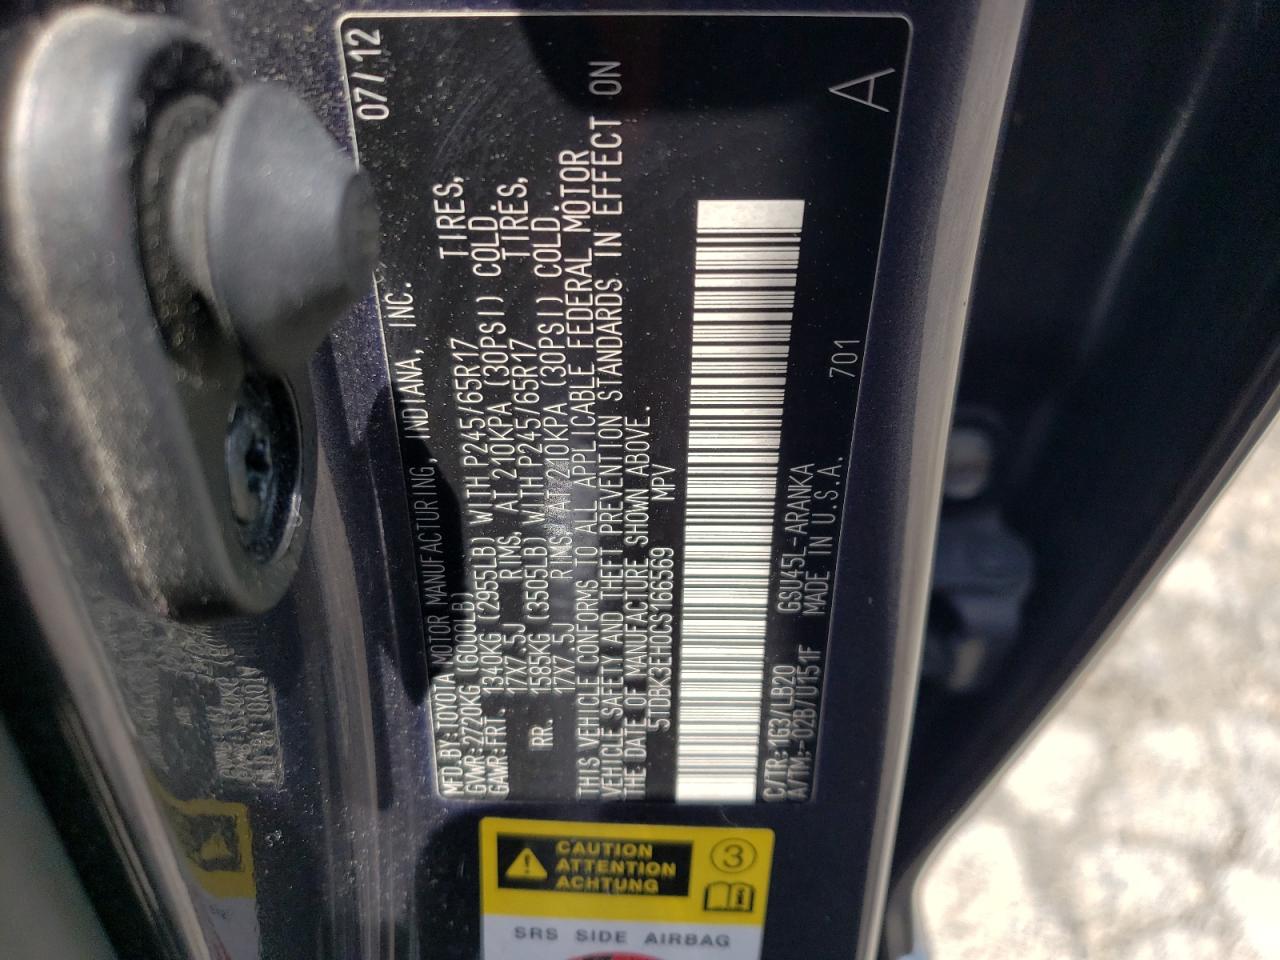 07/12
MFD.BY:TOYOTA MOTOR MANUFACTURING, INDIANA, INC.
GVWR:2720KG (6000LB)
GAWR:FRT. 1340KG (2955LB) WITH P245/65R17 TIRES,
17X7.5J RIMS, AT 210KPA (30PSI) COLD.
RR. 1585KG (3505LB) WITH P245/65R17 TIRES,
17X7.5J RIMS, AT 210KPA (30PSI) COLD.
THIS VEHICLE CONFORMS TO ALL APPLICABLE FEDERAL MOTOR
VEHICLE SAFETY AND THEFT PREVENTION STANDARDS IN EFFECT ON
THE DATE OF MANUFACTURE SHOWN ABOVE.
5TDBK3EH0CS166569 MPV
C/TR:1G3/LB20 GSU45L-ARANKA
A/TM:-02B/U151F MADE IN U.S.A. 701
A
CAUTION
ATTENTION
ACHTUNG
3
SRS SIDE AIRBAG